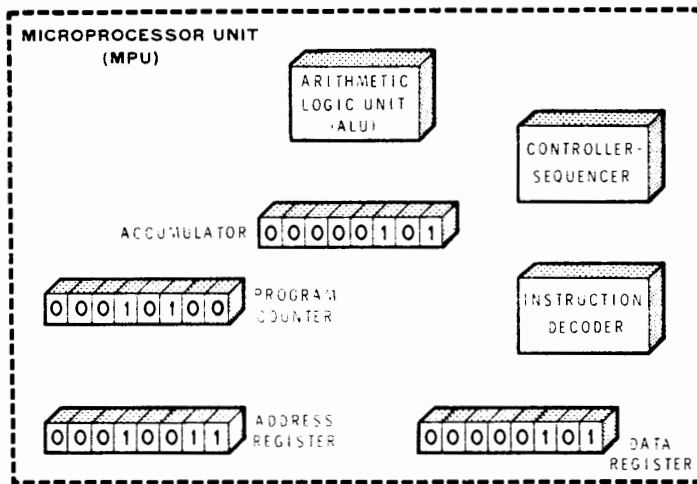 MICROPROCESSOR UNIT
(MPU)
ARITHMETIC
LOGIC UNIT
(ALU)
CONTROLLER-
SEQUENCER
ACCUMULATOR
00000101
00010100
PROGRAM
COUNTER
INSTRUCTION
DECODER
00010011
ADDRESS
REGISTER
00000101
DATA
REGISTER